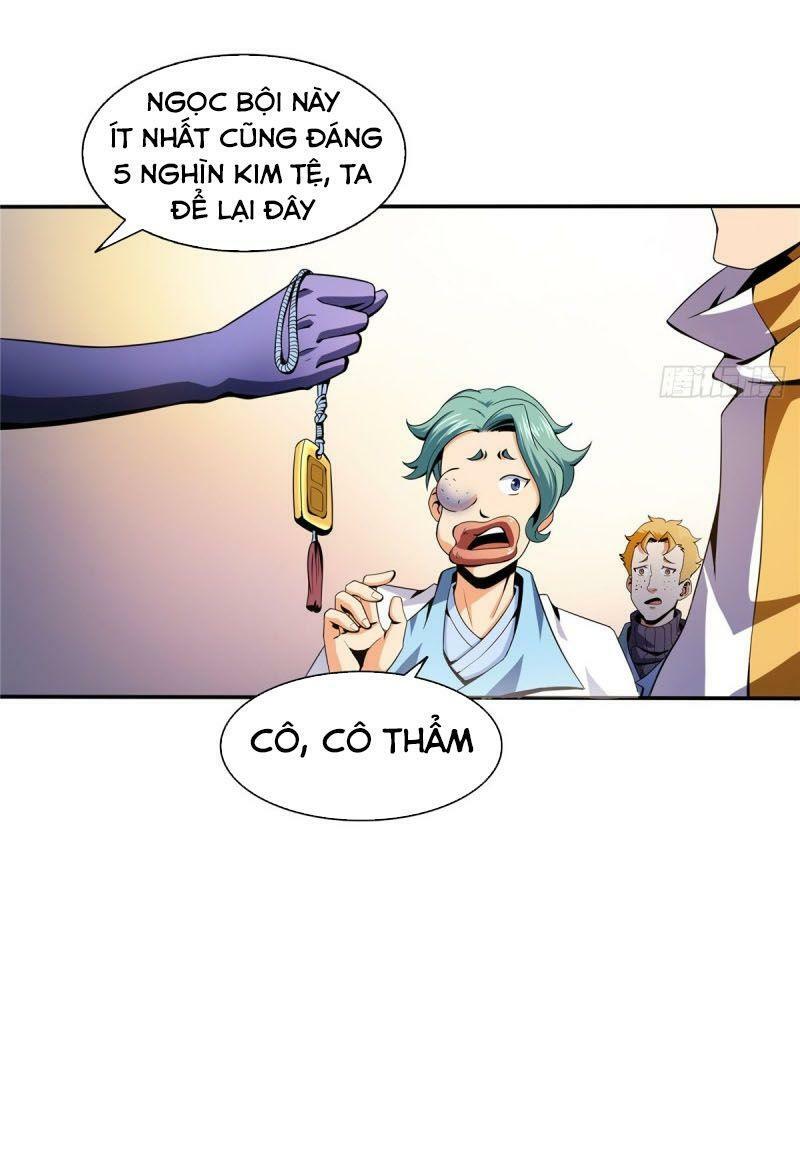 NGỌC BỘI NÀY
ÍT NHẤT CŨNG ĐÁNG
5 NGHÌN KIM TỆ, TA
ĐỂ LẠI ĐÂY
CÔ, CÔ THẨM